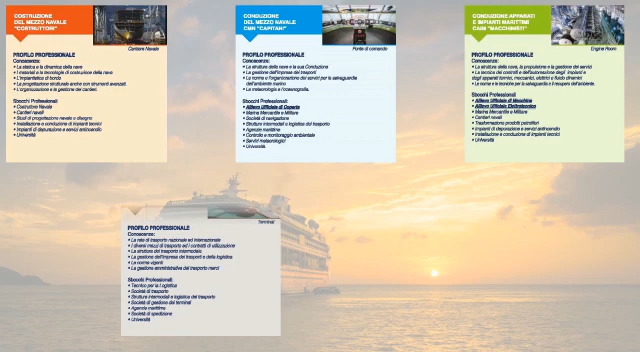 COSTRUZIONE
DEL MEZZO NAVALE
"COSTRUTTORI"
Cantiere Navale
PROFILO PROFESSIONALE
Conoscenze:
• La statica e la dinamica della nave
• I materiali e la tecnologia di costruzione della nave
• L'impiantistica di bordo
• La progettazione strutturale anche con strumenti avanzati
• L'organizzazione e la gestione dei cantieri.
Sbocchi Professionali:
• Costruttore Navale
• Cantieri navali
• Studi di progettazione navale e disegno
• Installazione e conduzione di impianti tecnici
• Impianti di depurazione e servizi antincendio
• Università
CONDUZIONE
DEL MEZZO NAVALE
CMN "CAPITANI"
Ponte di comando
PROFILO PROFESSIONALE
Conoscenze:
• La struttura della nave e la sua Conduzione
• La gestione dell'impresa dei trasporti
• Le norme e l'organizzazione dei servizi per la salvaguardia
dell'ambiente marino
• La meteorologia e l'oceanografia.
Sbocchi Professionali:
• Allievo Ufficiale di Coperta
• Marina Mercantile e Militare
• Società di navigazione
• Strutture intermodali e logistica del trasporto
• Agenzie marittime
• Controllo e monitoraggio ambientale
• Servizi meteorologici
• Università.
CONDUZIONE APPARATI
E IMPIANTI MARITTIMI
CAIM "MACCHINISTI"
Engine Room
PROFILO PROFESSIONALE
Conoscenze:
• La struttura della nave, la propulsione e la gestione dei servizi
• La tecnica dei controlli e dell'automazione degli impianti e
degli apparati termici, meccanici, elettrici e fluido dinamici
• Le norme e le tecniche per la salvaguardia e il recupero dell'ambiente.
Sbocchi Professionali
• Allievo Ufficiale di Macchina
• Allievo Ufficiale Elettrotecnico
• Marina Mercantile e Militare
• Cantieri navali
• Trasformazione prodotti petroliferi
• Impianti di depurazione e servizi antincendio
• Installazione e conduzione di impianti tecnici
• Università
Terminal
PROFILO PROFESSIONALE
Conoscenze:
• La rete di trasporto nazionale ed internazionale
• I diversi mezzi di trasporto ed i contratti di utilizzazione
• La struttura del trasporto intermodale
• La gestione dell'impresa dei trasporti e della logistica
• Le norme vigenti
• La gestione amministrativa del trasporto merci
Sbocchi Professionali:
• Tecnico per la Logistica
• Società di trasporto
• Strutture intermodali e logistica del trasporto
• Società di gestione dei terminali
• Agenzie marittime
• Società di spedizione
• Università